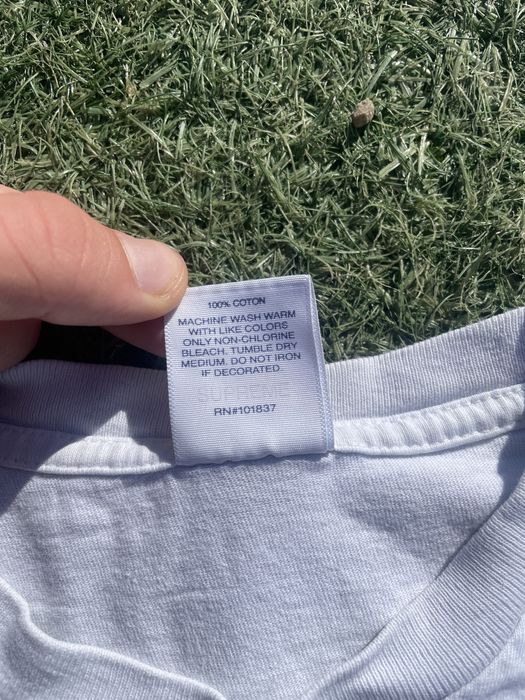 100% COTON
MACHINE WASH WARM
WITH LIKE COLORS
ONLY NON-CHLORINE
BLEACH. TUMBLE DRY
MEDIUM. DO NOT IRON
IF DECORATED
SUPREME
RN#101837